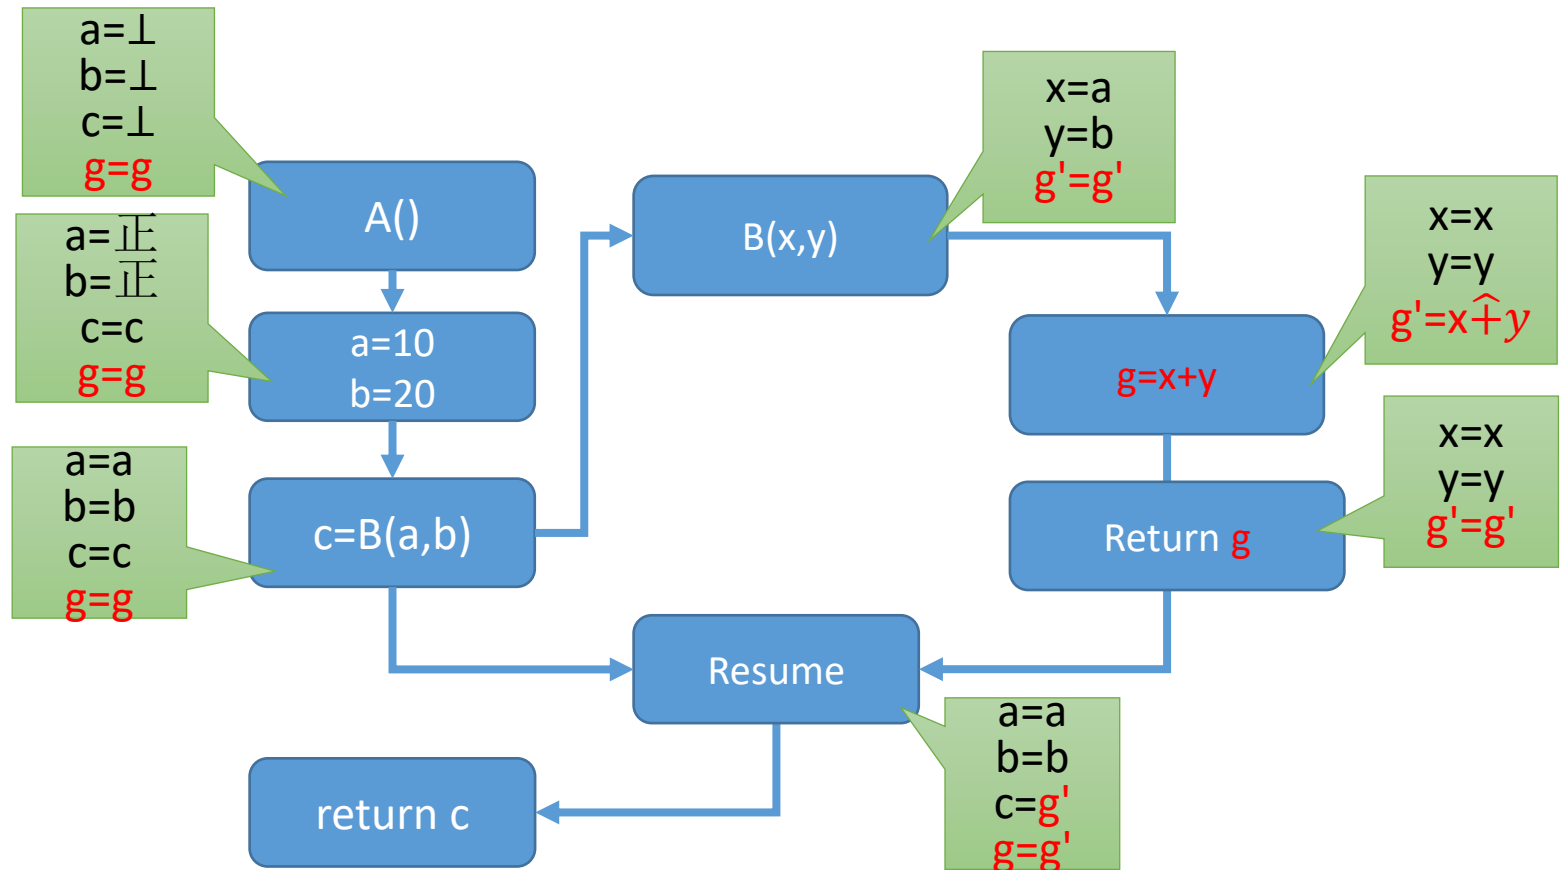 a=⊥
b=⊥
c=⊥
g=g
A()
a=正
b=正
c=c
g=g
a=10
b=20
a=a
b=b
c=c
g=g
c=B(a,b)
x=a
y=b
g'=g'
B(x,y)
x=x
y=y
g'=x+̂y
g=x+y
x=x
y=y
g'=g'
Return g
Resume
a=a
b=b
c=g'
g=g'
return c